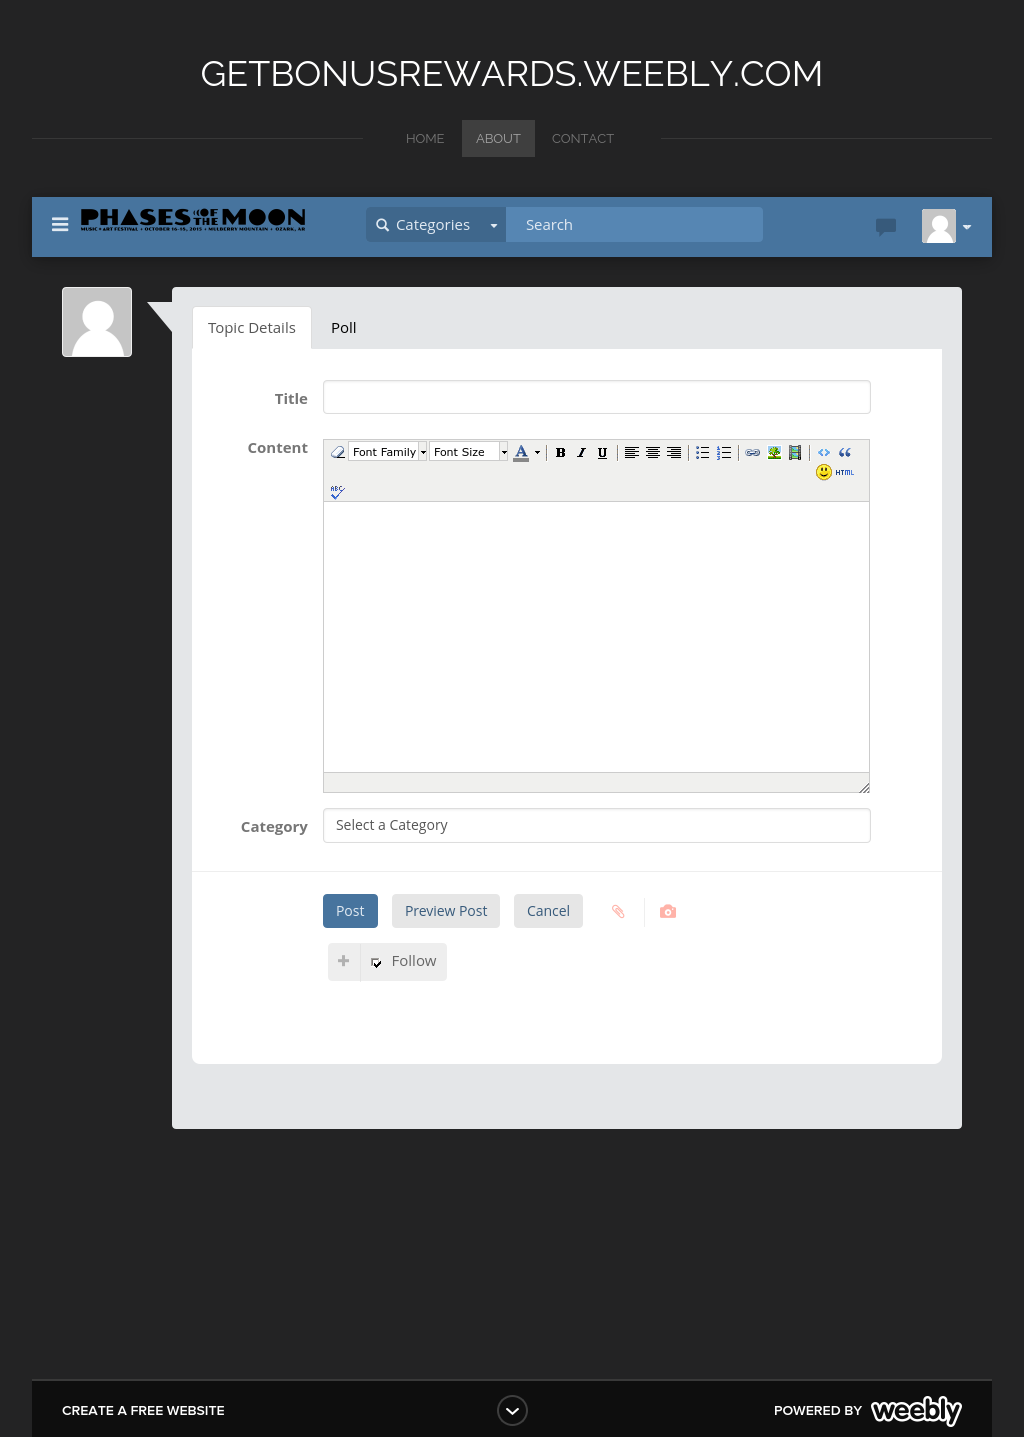 GETBONUSREWARDS.WEEBLY.COM
HOME ABOUT CONTACT
PHASES OF THE MOON Categories Search
MUSIC + ART FESTIVAL • OCTOBER 16-18, 2015 • MULBERRY MOUNTAIN • OZARK, AR
Topic Details Poll
Title
Content
Font Family Font Size A B I U
HTML
ABC
Category Select a Category
Post Preview Post Cancel
Follow
CREATE A FREE WEBSITE POWERED BY weebly